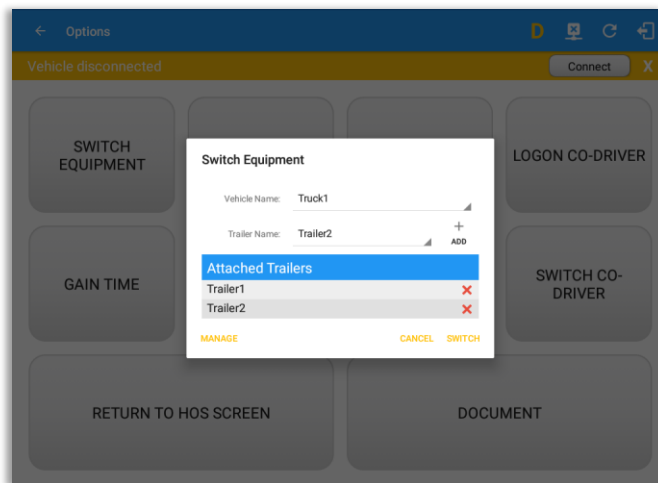 Options
D
Vehicle disconnected
Connect
X
SWITCH
EQUIPMENT
LOGON CO-DRIVER
Switch Equipment
Vehicle Name:
Truck1
Trailer Name:
Trailer2
+
ADD
Attached Trailers
Trailer1
Trailer2
MANAGE
CANCEL
SWITCH
GAIN TIME
SWITCH CO-
DRIVER
RETURN TO HOS SCREEN
DOCUMENT